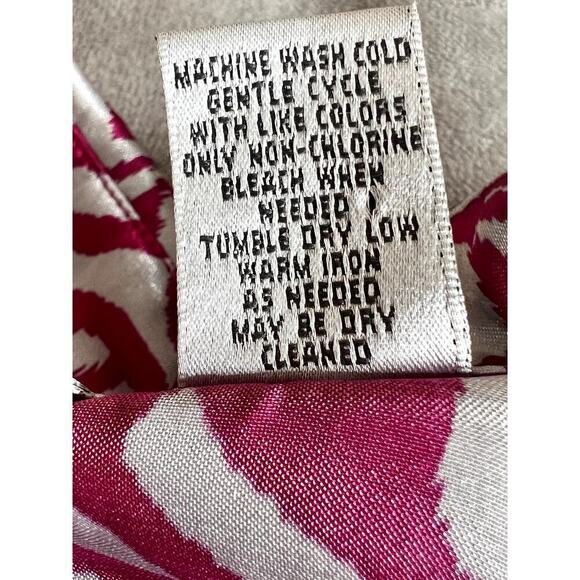 MACHINE WASH COLD
GENTLE CYCLE
WITH LIKE COLORS
ONLY NON-CHLORINE
BLEACH WHEN
NEEDED
TUMBLE DRY LOW
WARM IRON
AS NEEDED
MAY BE DRY
CLEANED